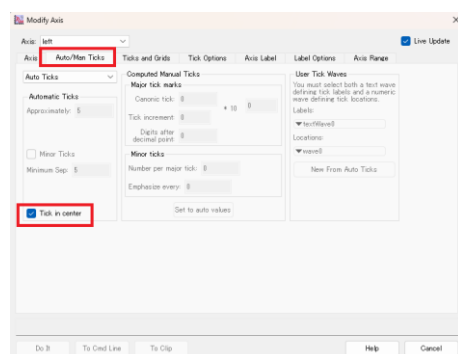 Modify Axis
Axis: left
Live Update
Axis Auto/Man Ticks Ticks and Grids Tick Options Axis Label Label Options Axis Range
Auto Ticks
Automatic Ticks
Approximately: 5
Minor Ticks
Minimum Sep: 5
Tick in center
Computed Manual Ticks
Major tick marks
Canonic tick: 0 * 10 0
Tick increment: 0
Digits after
decimal point: 0
Minor ticks
Number per major tick: 0
Emphasize every: 0
Set to auto values
User Tick Waves
You must select both a text wave
defining tick labels and a numeric
wave defining tick locations.
Labels:
textWave0
Locations:
wave0
New From Auto Ticks
Do It To Cmd Line To Clip Help Cancel